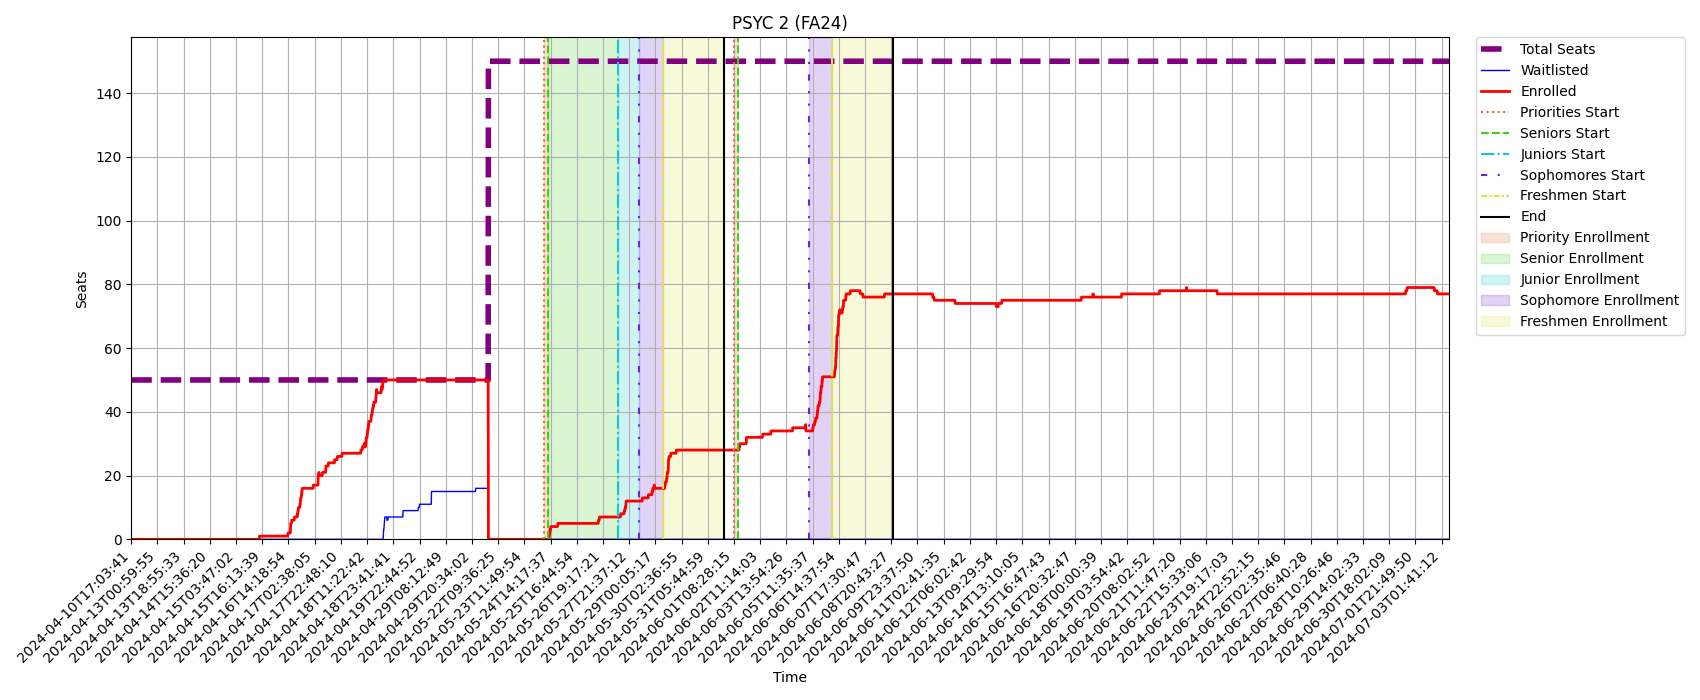 PSYC 2 (FA24)
Total Seats
Waitlisted
Enrolled
Priorities Start
Seniors Start
Juniors Start
Sophomores Start
Freshmen Start
End
Priority Enrollment
Senior Enrollment
Junior Enrollment
Sophomore Enrollment
Freshmen Enrollment
Seats
140
120
100
80
60
40
20
0
2024-04-10T17:03:41
2024-04-13T00:59:55
2024-04-13T18:55:33
2024-04-14T15:36:20
2024-04-15T03:47:02
2024-04-15T16:13:39
2024-04-16T14:18:54
2024-04-17T02:38:05
2024-04-17T22:48:10
2024-04-18T11:22:42
2024-04-18T23:41:41
2024-04-19T22:44:52
2024-04-29T08:12:49
2024-04-29T20:34:02
2024-05-22T09:36:25
2024-05-23T11:49:54
2024-05-24T14:17:37
2024-05-25T16:44:54
2024-05-26T19:17:21
2024-05-27T21:37:12
2024-05-29T00:05:17
2024-05-30T02:36:55
2024-05-31T05:44:59
2024-06-01T08:28:15
2024-06-02T11:14:03
2024-06-03T13:54:26
2024-06-05T11:35:37
2024-06-06T14:37:54
2024-06-07T17:30:47
2024-06-08T20:43:27
2024-06-09T23:37:50
2024-06-11T02:41:35
2024-06-12T06:02:42
2024-06-13T09:29:54
2024-06-14T13:10:05
2024-06-15T16:47:43
2024-06-16T20:32:47
2024-06-18T00:00:39
2024-06-19T03:54:42
2024-06-20T08:02:52
2024-06-21T11:47:20
2024-06-22T15:33:06
2024-06-23T19:17:03
2024-06-24T22:52:15
2024-06-26T02:35:46
2024-06-27T06:40:28
2024-06-28T10:26:46
2024-06-29T14:02:33
2024-06-30T18:02:09
2024-07-01T21:49:50
2024-07-03T01:41:12
Time